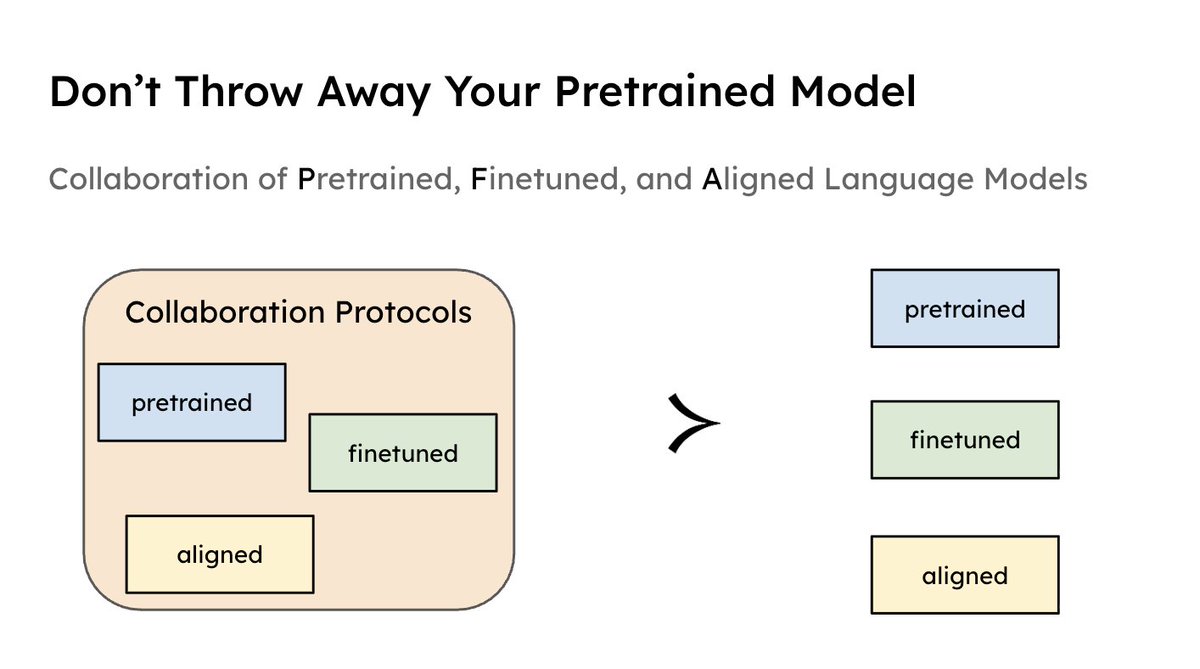 Don’t Throw Away Your Pretrained Model
Collaboration of Pretrained, Finetuned, and Aligned Language Models
Collaboration Protocols
pretrained
finetuned
aligned
≻
pretrained
finetuned
aligned